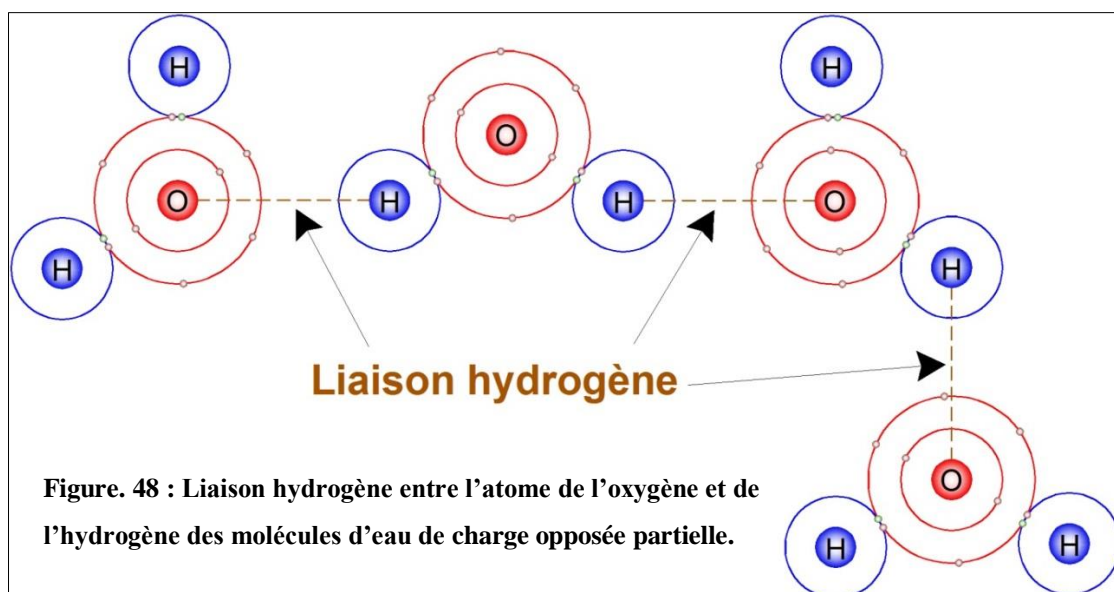 H
H
O
H
O
H
O
H
H
H
O
H
Liaison hydrogène
Figure. 48 : Liaison hydrogène entre l’atome de l’oxygène et de
l’hydrogène des molécules d’eau de charge opposée partielle.